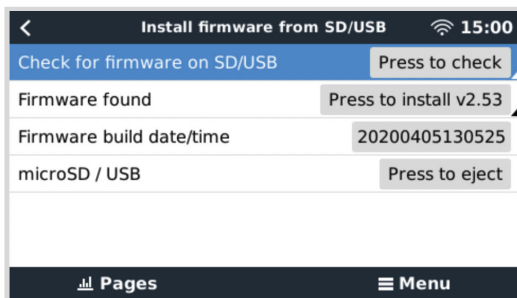 Install firmware from SD/USB 15:00
Check for firmware on SD/USB Press to check
Firmware found Press to install v2.53
Firmware build date/time 20200405130525
microSD / USB Press to eject
Pages Menu